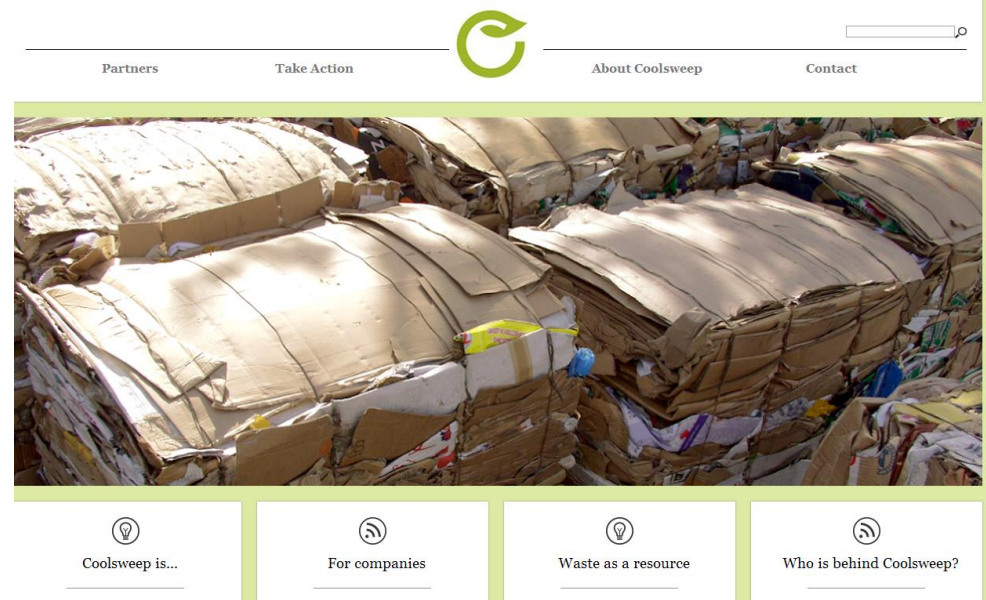 Partners
Take Action
About Coolsweep
Contact
Coolsweep is...
For companies
Waste as a resource
Who is behind Coolsweep?